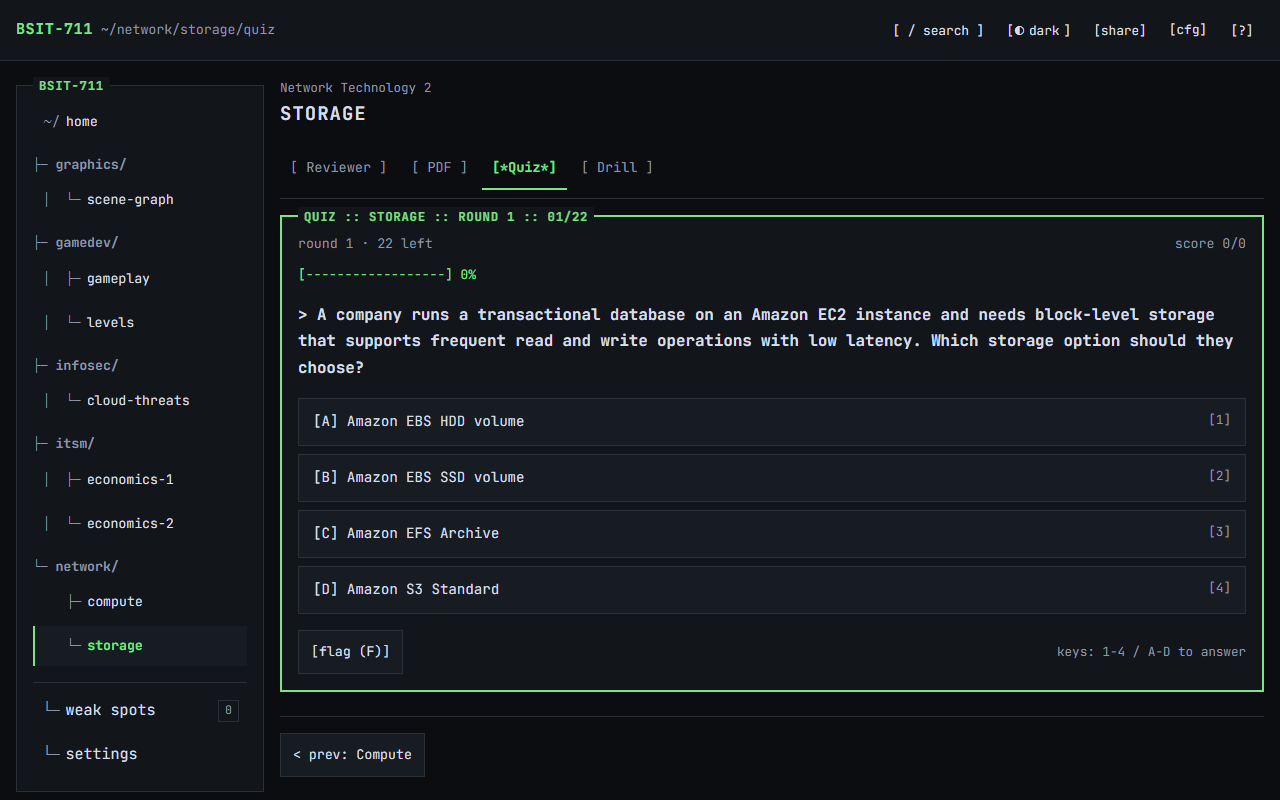 BSIT-711 ~/network/storage/quiz
[ / search ] [◐ dark ] [share] [cfg] [?]
BSIT-711
~/ home
├─ graphics/
│ └─ scene-graph
├─ gamedev/
│ ├─ gameplay
│ └─ levels
├─ infosec/
│ └─ cloud-threats
├─ itsm/
│ ├─ economics-1
│ └─ economics-2
└─ network/
├─ compute
└─ storage
└─ weak spots 0
└─ settings
Network Technology 2
STORAGE
[ Reviewer ] [ PDF ] [*Quiz*] [ Drill ]
QUIZ :: STORAGE :: ROUND 1 :: 01/22
round 1 · 22 left score 0/0
[------------------] 0%
> A company runs a transactional database on an Amazon EC2 instance and needs block-level storage
that supports frequent read and write operations with low latency. Which storage option should they
choose?
[A] Amazon EBS HDD volume [1]
[B] Amazon EBS SSD volume [2]
[C] Amazon EFS Archive [3]
[D] Amazon S3 Standard [4]
[flag (F)] keys: 1-4 / A-D to answer
< prev: Compute